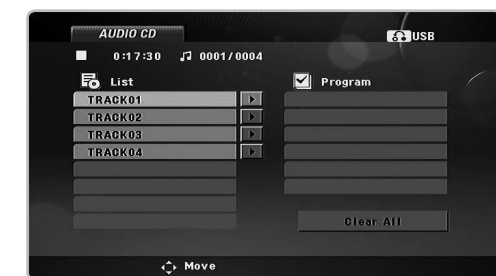 AUDIO CD
USB
0:17:30 0001/0004
List
Program
TRACK01
TRACK02
TRACK03
TRACK04
Clear All
Move